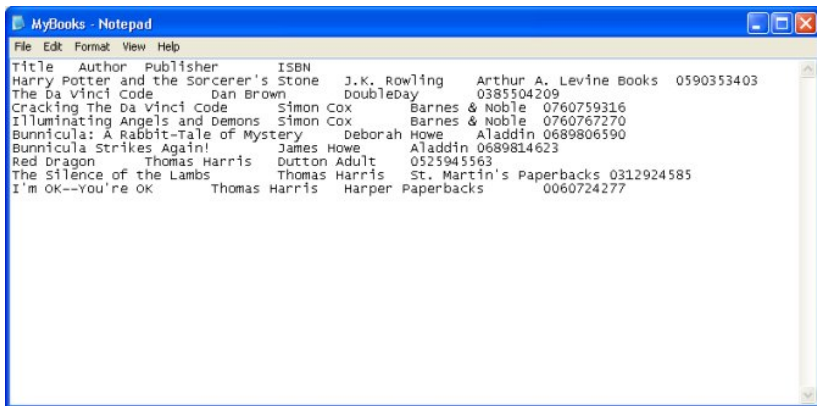 MyBooks - Notepad
File Edit Format View Help
Title Author Publisher ISBN
Harry Potter and the Sorcerer's Stone J.K. Rowling Arthur A. Levine Books 0590353403
The Da Vinci Code Dan Brown DoubleDay 0385504209
Cracking The Da Vinci Code Simon Cox Barnes & Noble 0760759316
Illuminating Angels and Demons Simon Cox Barnes & Noble 0760767270
Bunnicula: A Rabbit-Tale of Mystery Deborah Howe Aladdin 0689806590
Bunnicula Strikes Again! James Howe Aladdin 0689814623
Red Dragon Thomas Harris Dutton Adult 0525945563
The Silence of the Lambs Thomas Harris St. Martin's Paperbacks 0312924585
I'm OK--You're OK Thomas Harris Harper Paperbacks 0060724277